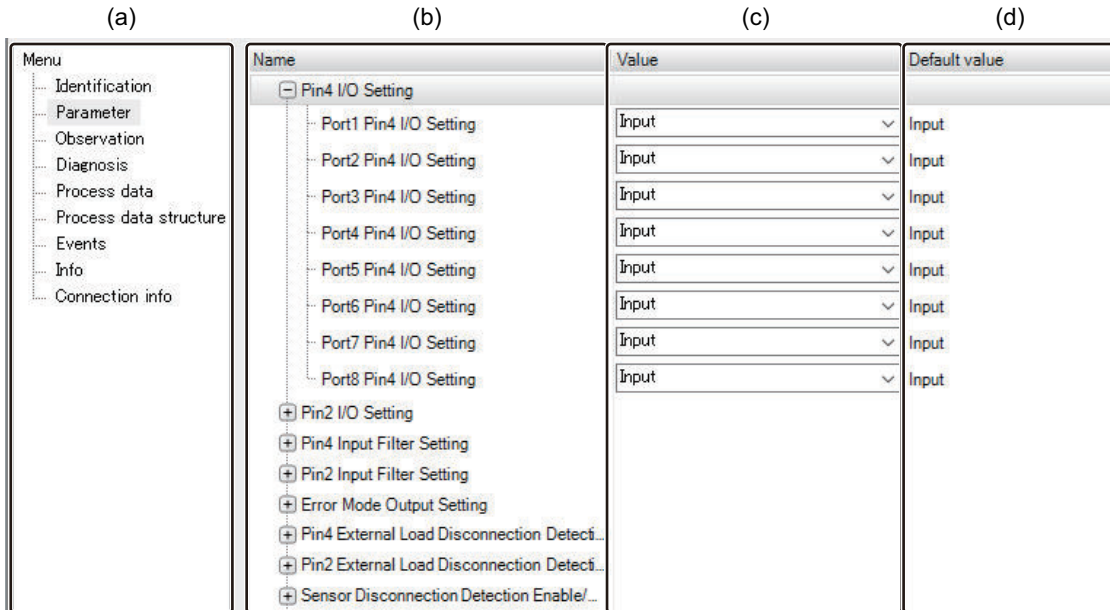 (a) (b) (c) (d)
Menu
Identification
Parameter
Observation
Diagnosis
Process data
Process data structure
Events
Info
Connection info
Name Value Default value
Pin4 I/O Setting
Port1 Pin4 I/O Setting Input Input
Port2 Pin4 I/O Setting Input Input
Port3 Pin4 I/O Setting Input Input
Port4 Pin4 I/O Setting Input Input
Port5 Pin4 I/O Setting Input Input
Port6 Pin4 I/O Setting Input Input
Port7 Pin4 I/O Setting Input Input
Port8 Pin4 I/O Setting Input Input
Pin2 I/O Setting
Pin4 Input Filter Setting
Pin2 Input Filter Setting
Error Mode Output Setting
Pin4 External Load Disconnection Detecti...
Pin2 External Load Disconnection Detecti...
Sensor Disconnection Detection Enable/...